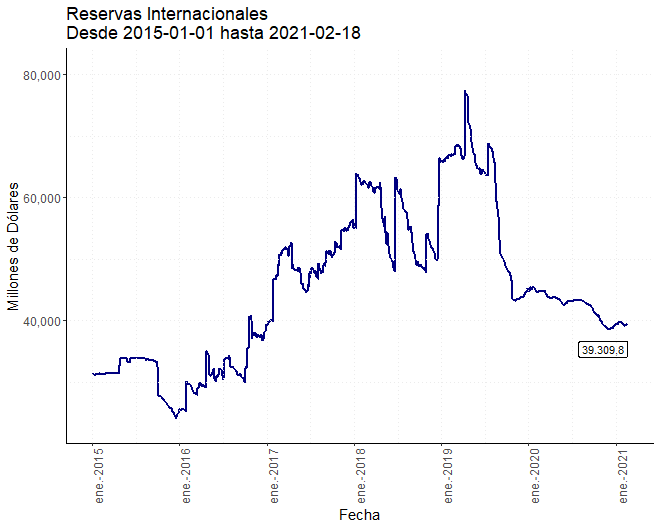 Reservas Internacionales
Desde 2015-01-01 hasta 2021-02-18
Millones de Dólares
80,000
60,000
40,000
39.309,8
ene.-2015
ene.-2016
ene.-2017
ene.-2018
ene.-2019
ene.-2020
ene.-2021
Fecha